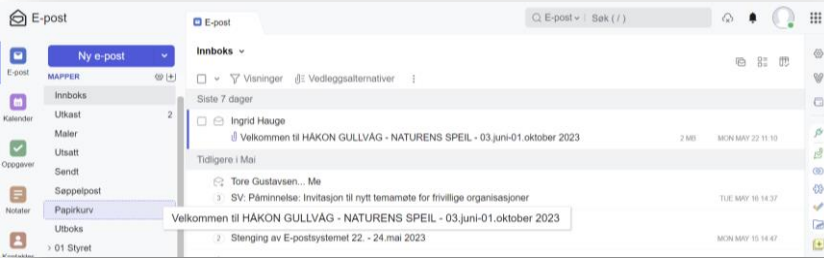 E-post
E-post
E-post
Søk ( / )
E-post
Kalender
Oppgaver
Notater
Kontakter
Ny e-post
MAPPER
Innboks
Utkast 2
Maler
Utsatt
Sendt
Søppelpost
Papirkurv
Utboks
01 Styret
Innboks
Visninger Vedleggsalternativer
Siste 7 dager
Ingrid Hauge
Velkommen til HÅKON GULLVÅG - NATURENS SPEIL - 03.juni-01.oktober 2023 2 MB MON MAY 22 11:10
Tidligere i Mai
Tore Gustavsen... Me
3 SV: Påminnelse: Invitasjon til nytt temamøte for frivillige organisasjoner TUE MAY 16 14:37
Velkommen til HÅKON GULLVÅG - NATURENS SPEIL - 03.juni-01.oktober 2023
2 Stenging av E-postsystemet 22. - 24.mai 2023 MON MAY 15 14:47